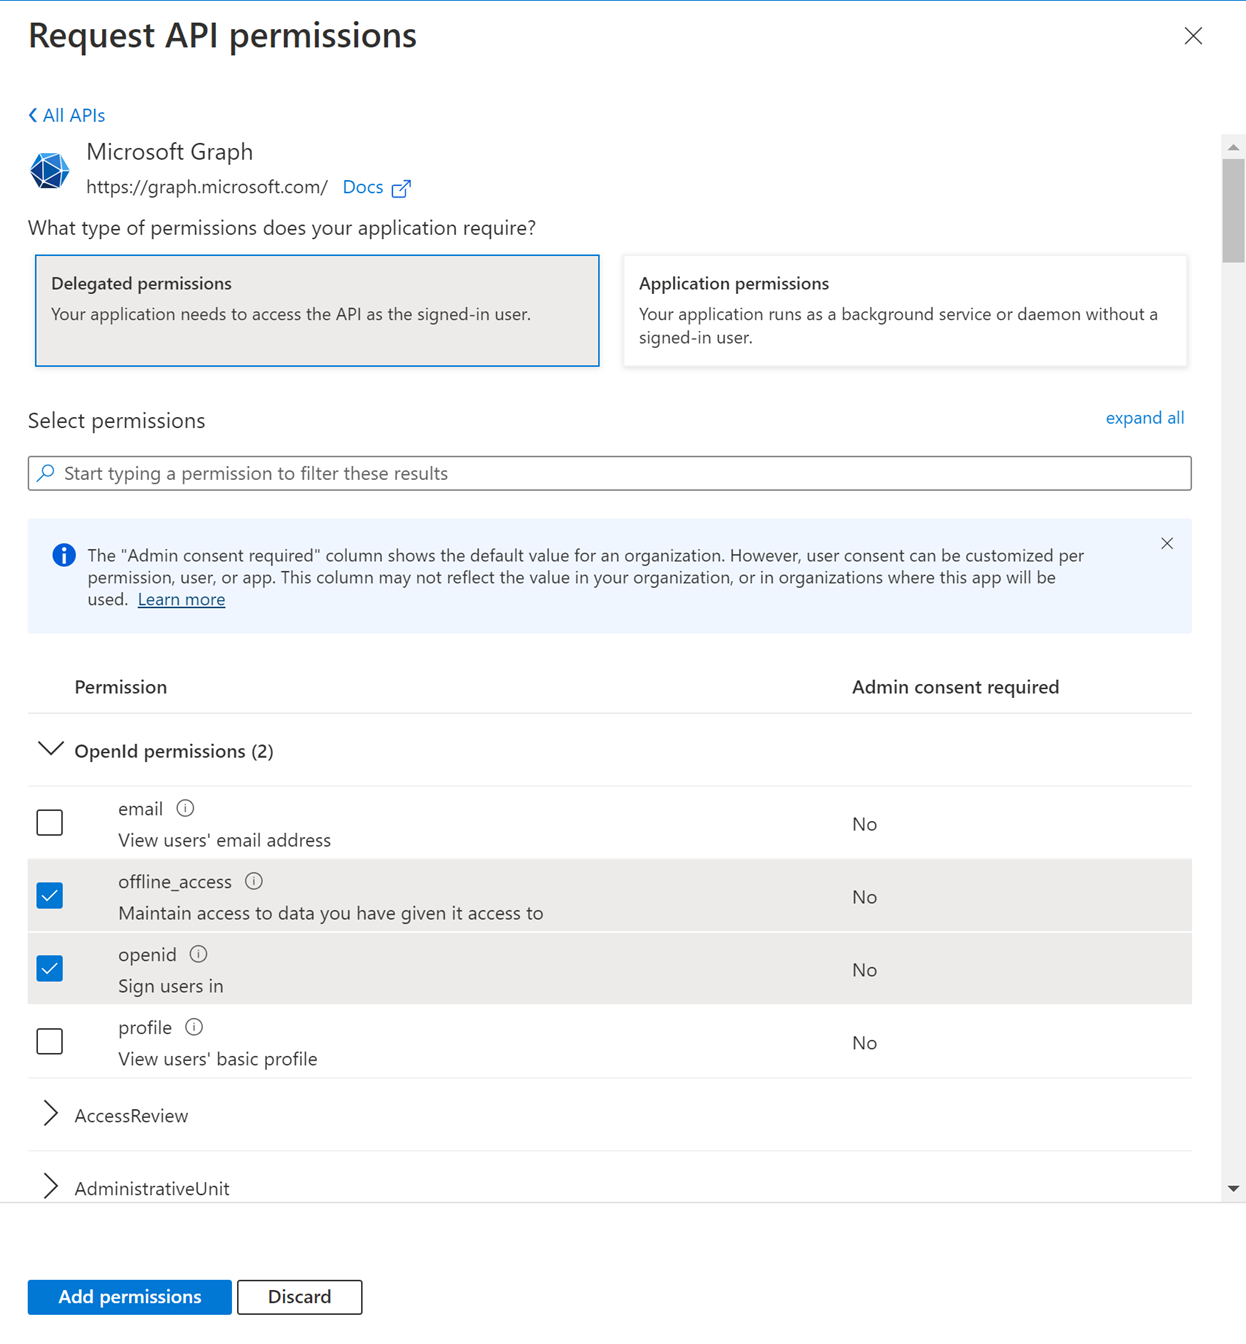 Request API permissions
All APIs
Microsoft Graph
https://graph.microsoft.com/ Docs
What type of permissions does your application require?
Delegated permissions
Your application needs to access the API as the signed-in user.
Application permissions
Your application runs as a background service or daemon without a
signed-in user.
Select permissions
expand all
Start typing a permission to filter these results
The "Admin consent required" column shows the default value for an organization. However, user consent can be customized per
permission, user, or app. This column may not reflect the value in your organization, or in organizations where this app will be
used. Learn more
Permission Admin consent required
OpenId permissions (2)
email
View users' email address
No
offline_access
Maintain access to data you have given it access to
No
openid
Sign users in
No
profile
View users' basic profile
No
AccessReview
AdministrativeUnit
Add permissions Discard